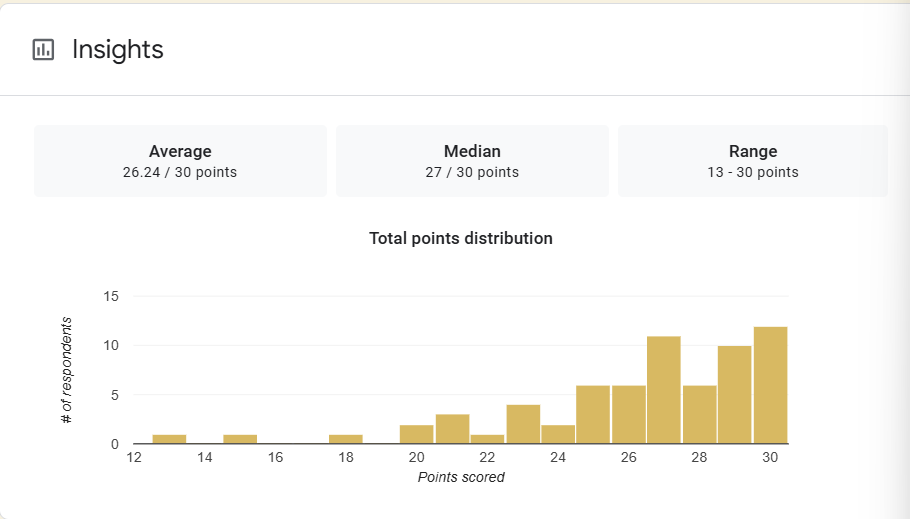 Insights
Average
26.24 / 30 points
Median
27 / 30 points
Range
13 - 30 points
Total points distribution
# of respondents
15
10
5
0
12 14 16 18 20 22 24 26 28 30
Points scored